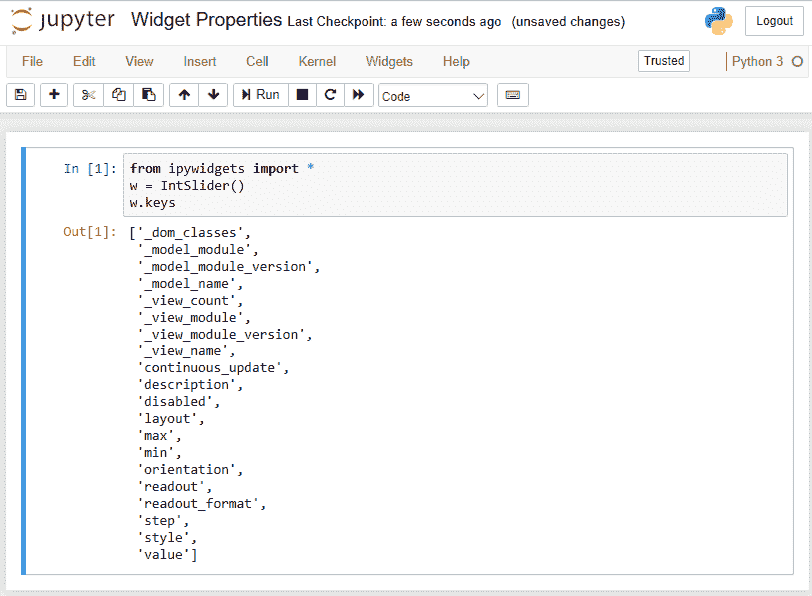 jupyter Widget Properties Last Checkpoint: a few seconds ago (unsaved changes) Logout
File Edit View Insert Cell Kernel Widgets Help Trusted Python 3
Run Code
In [1]: from ipywidgets import *
w = IntSlider()
w.keys
Out[1]: ['_dom_classes',
'_model_module',
'_model_module_version',
'_model_name',
'_view_count',
'_view_module',
'_view_module_version',
'_view_name',
'continuous_update',
'description',
'disabled',
'layout',
'max',
'min',
'orientation',
'readout',
'readout_format',
'step',
'style',
'value']